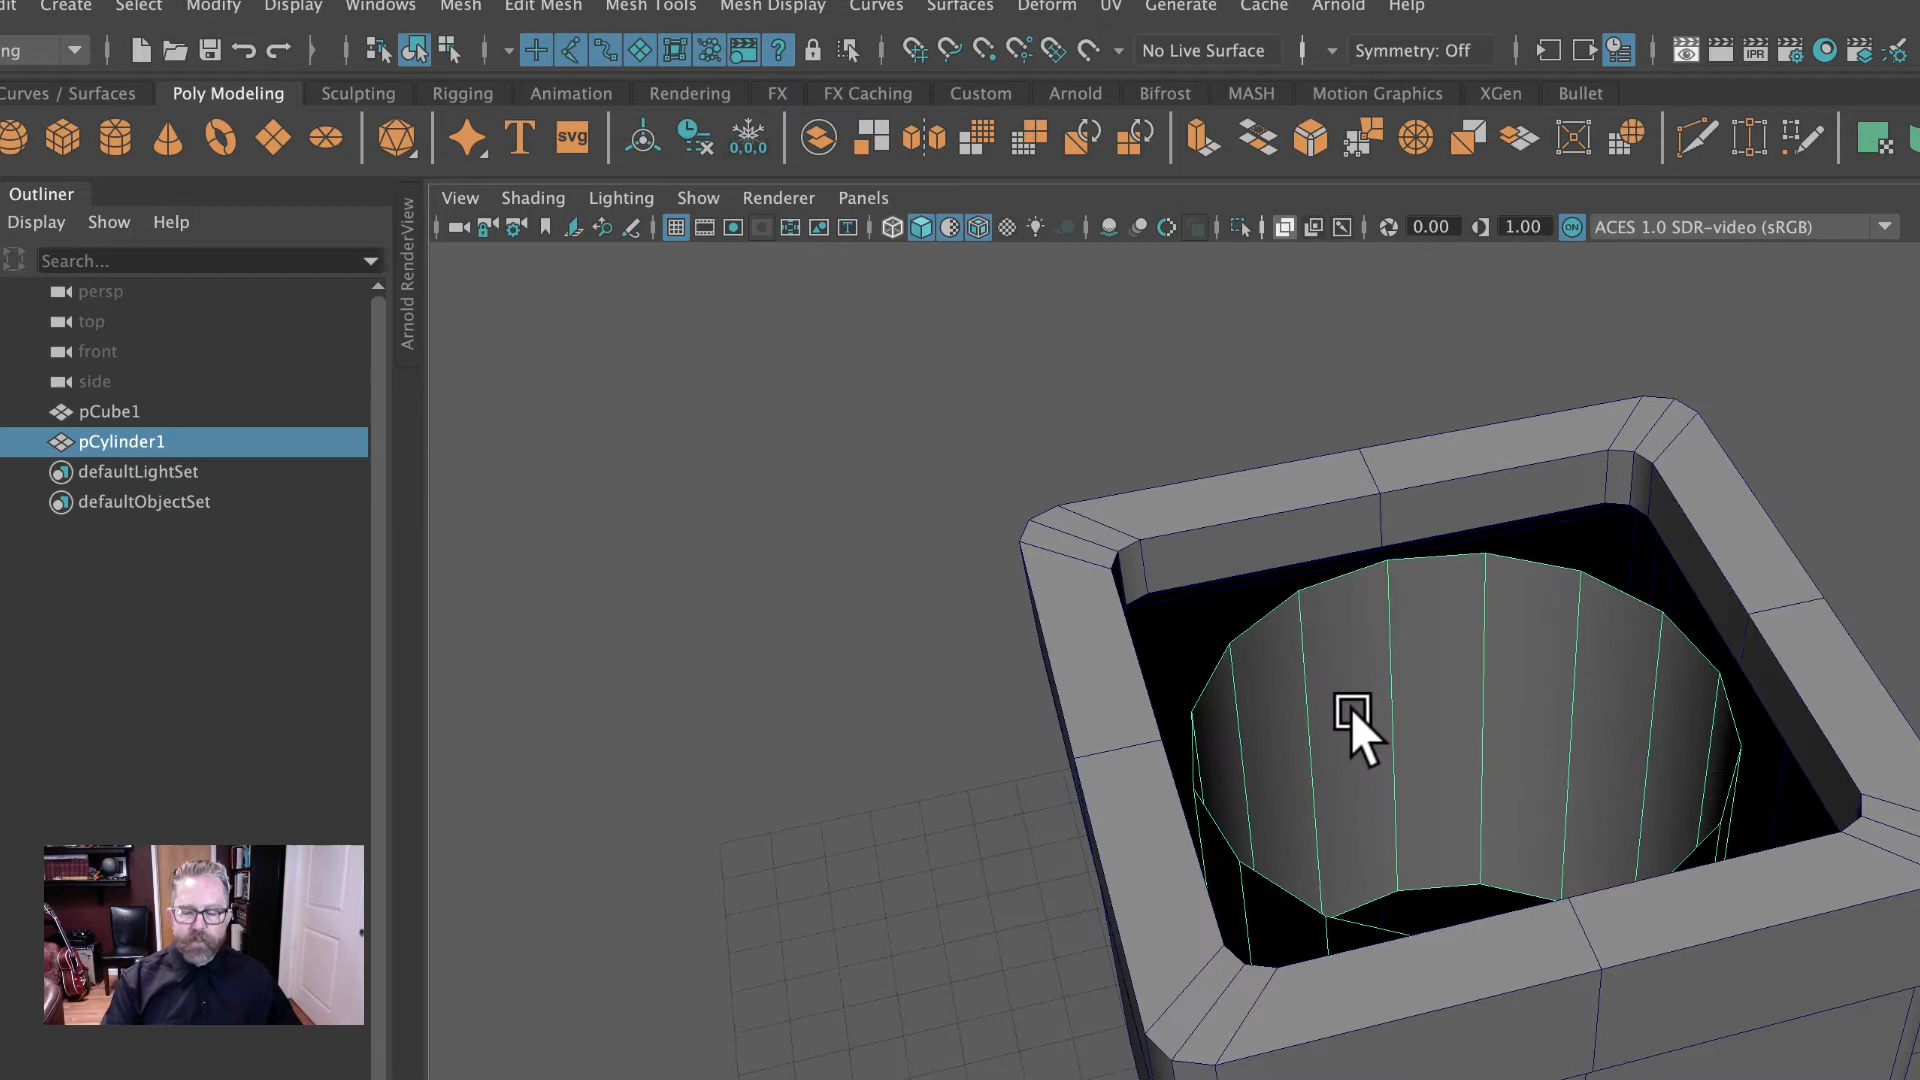 dit Create Select Modify Display Windows Mesh Edit Mesh Mesh Tools Mesh Display Curves Surfaces Deform UV Generate Cache Arnold Help
ng No Live Surface Symmetry: Off IPR
Curves / Surfaces Poly Modeling Sculpting Rigging Animation Rendering FX FX Caching Custom Arnold Bifrost MASH Motion Graphics XGen Bullet
T svg 0,0,0
Outliner
View Shading Lighting Show Renderer Panels
Display Show Help
0.00 1.00 ON ACES 1.0 SDR-video (sRGB)
Search...
Arnold RenderView
persp
top
front
side
pCube1
pCylinder1
defaultLightSet
defaultObjectSet